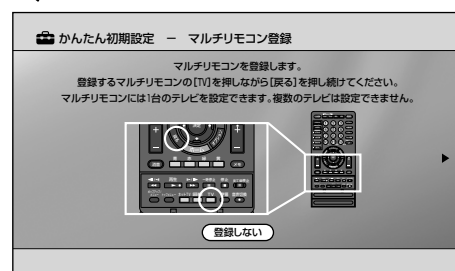 かんたん初期設定 － マルチリモコン登録
マルチリモコンを登録します。
登録するマルチリモコンの[TV]を押しながら[戻る]を押し続けてください。
マルチリモコンには1台のテレビを設定できます。複数のテレビは設定できません。
登録しない